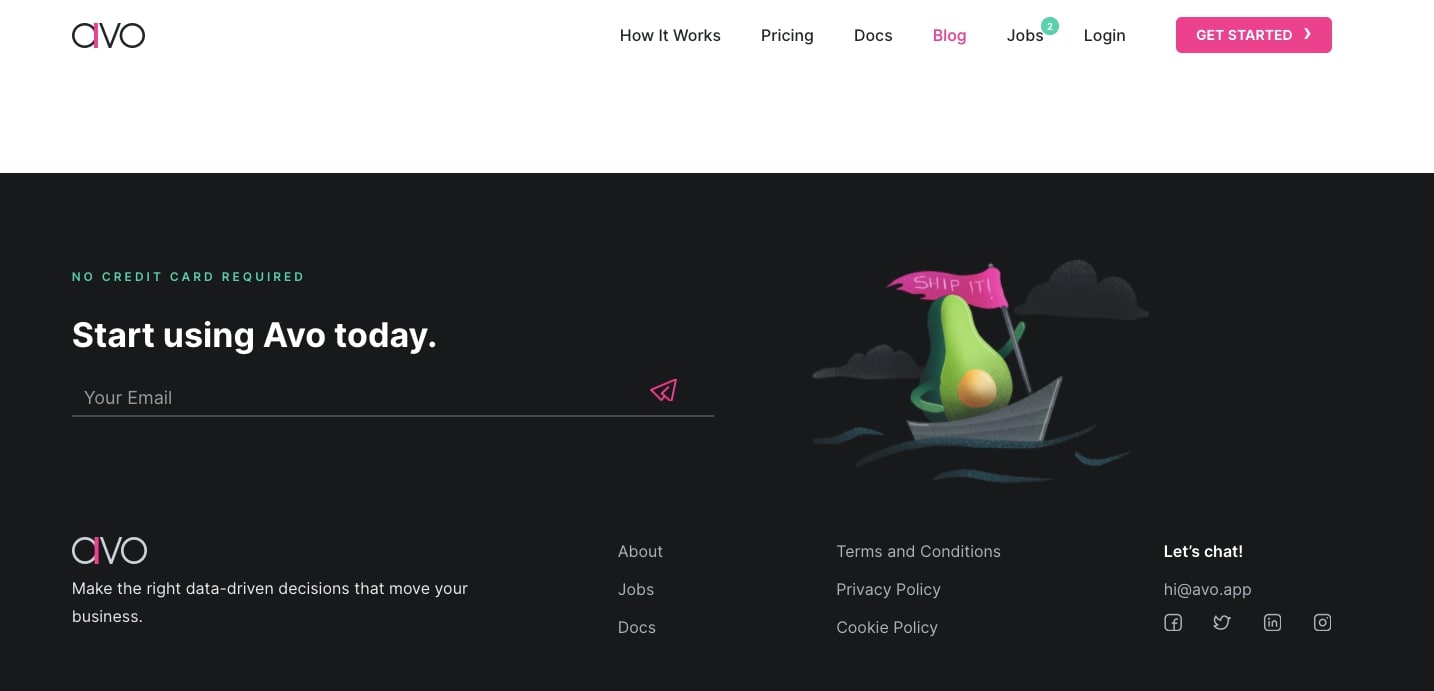 avo
How It Works
Pricing
Docs
Blog
Jobs
2
Login
GET STARTED ›
NO CREDIT CARD REQUIRED
Start using Avo today.
Your Email
SHIP IT!
avo
Make the right data-driven decisions that move your
business.
About
Jobs
Docs
Terms and Conditions
Privacy Policy
Cookie Policy
Let's chat!
hi@avo.app